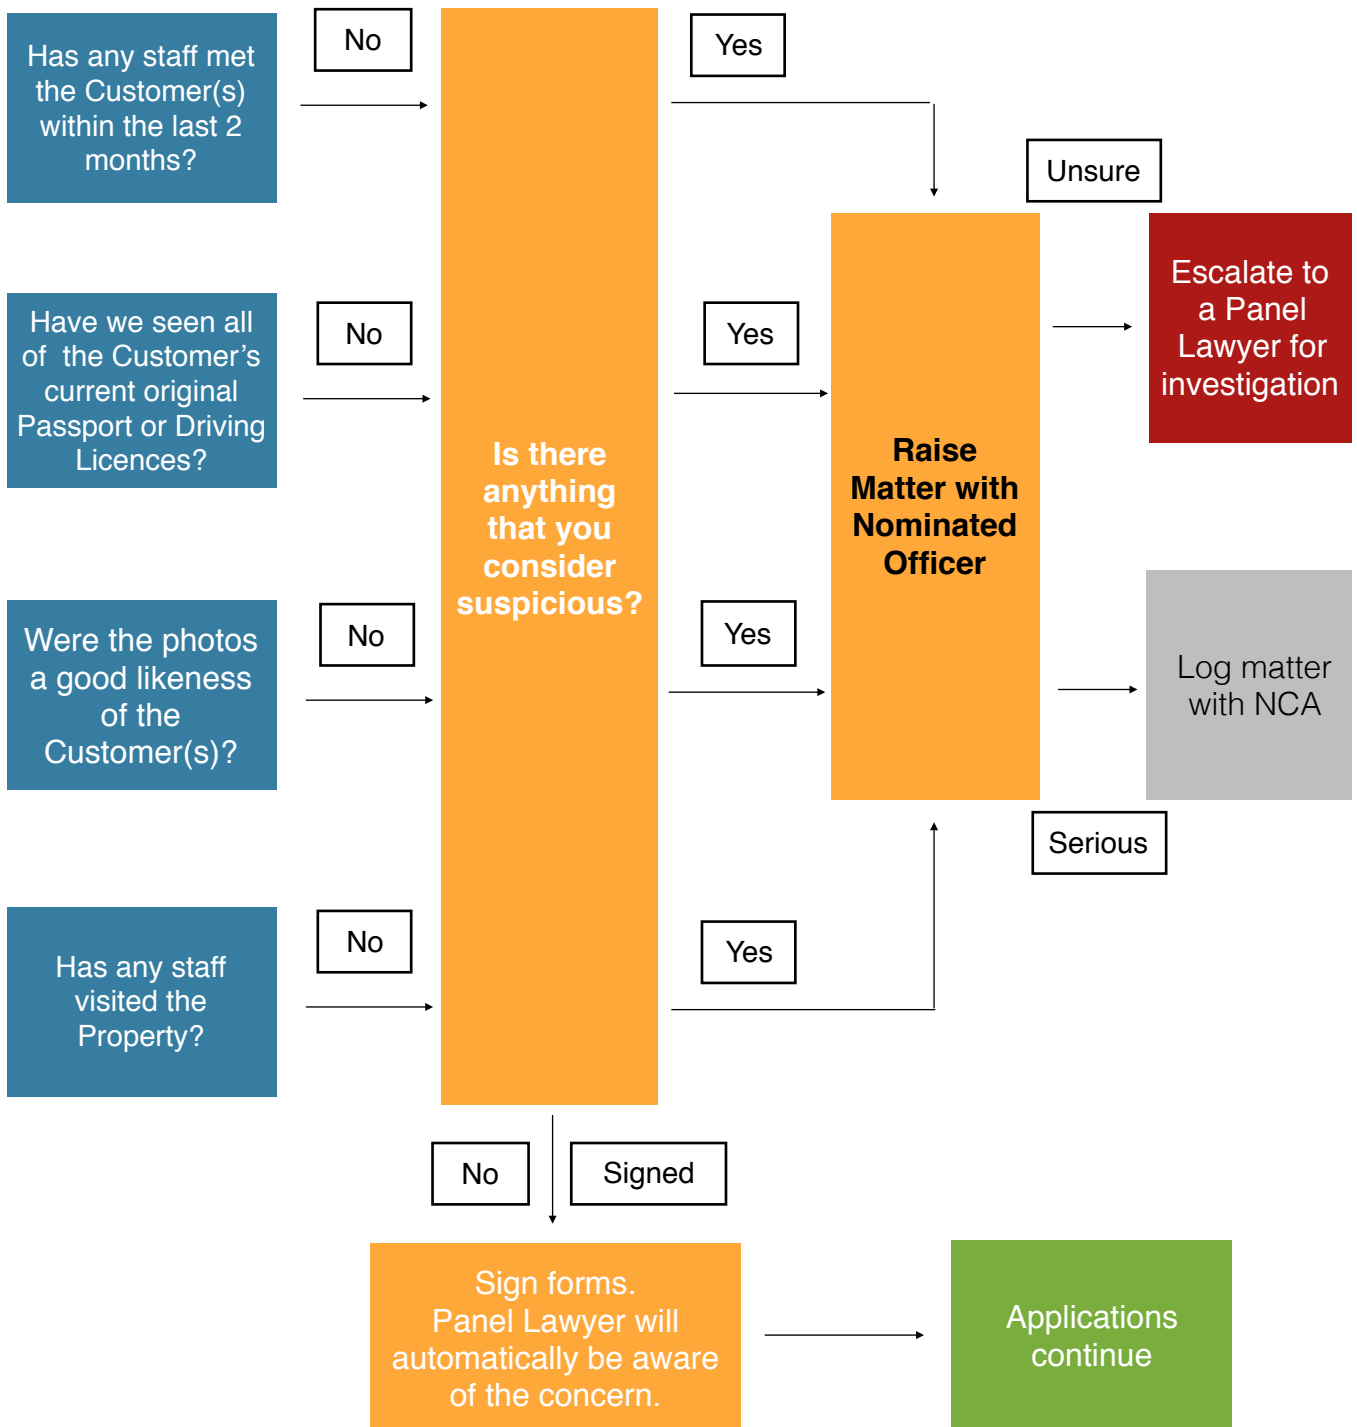 Has any staff met
the Customer(s)
within the last 2
months?
No
Yes
Unsure
Have we seen all
of  the Customer’s
current original
Passport or Driving
Licences?
No
Is there
anything
that you
consider
suspicious?
Yes
Raise
Matter with
Nominated
Officer
Escalate to
a Panel
Lawyer for
investigation
Were the photos
a good likeness
of the
Customer(s)?
No
Yes
Log matter
with NCA
Serious
Has any staff
visited the
Property?
No
Yes
No
Signed
Sign forms.
Panel Lawyer will
automatically be aware
of the concern.
Applications
continue